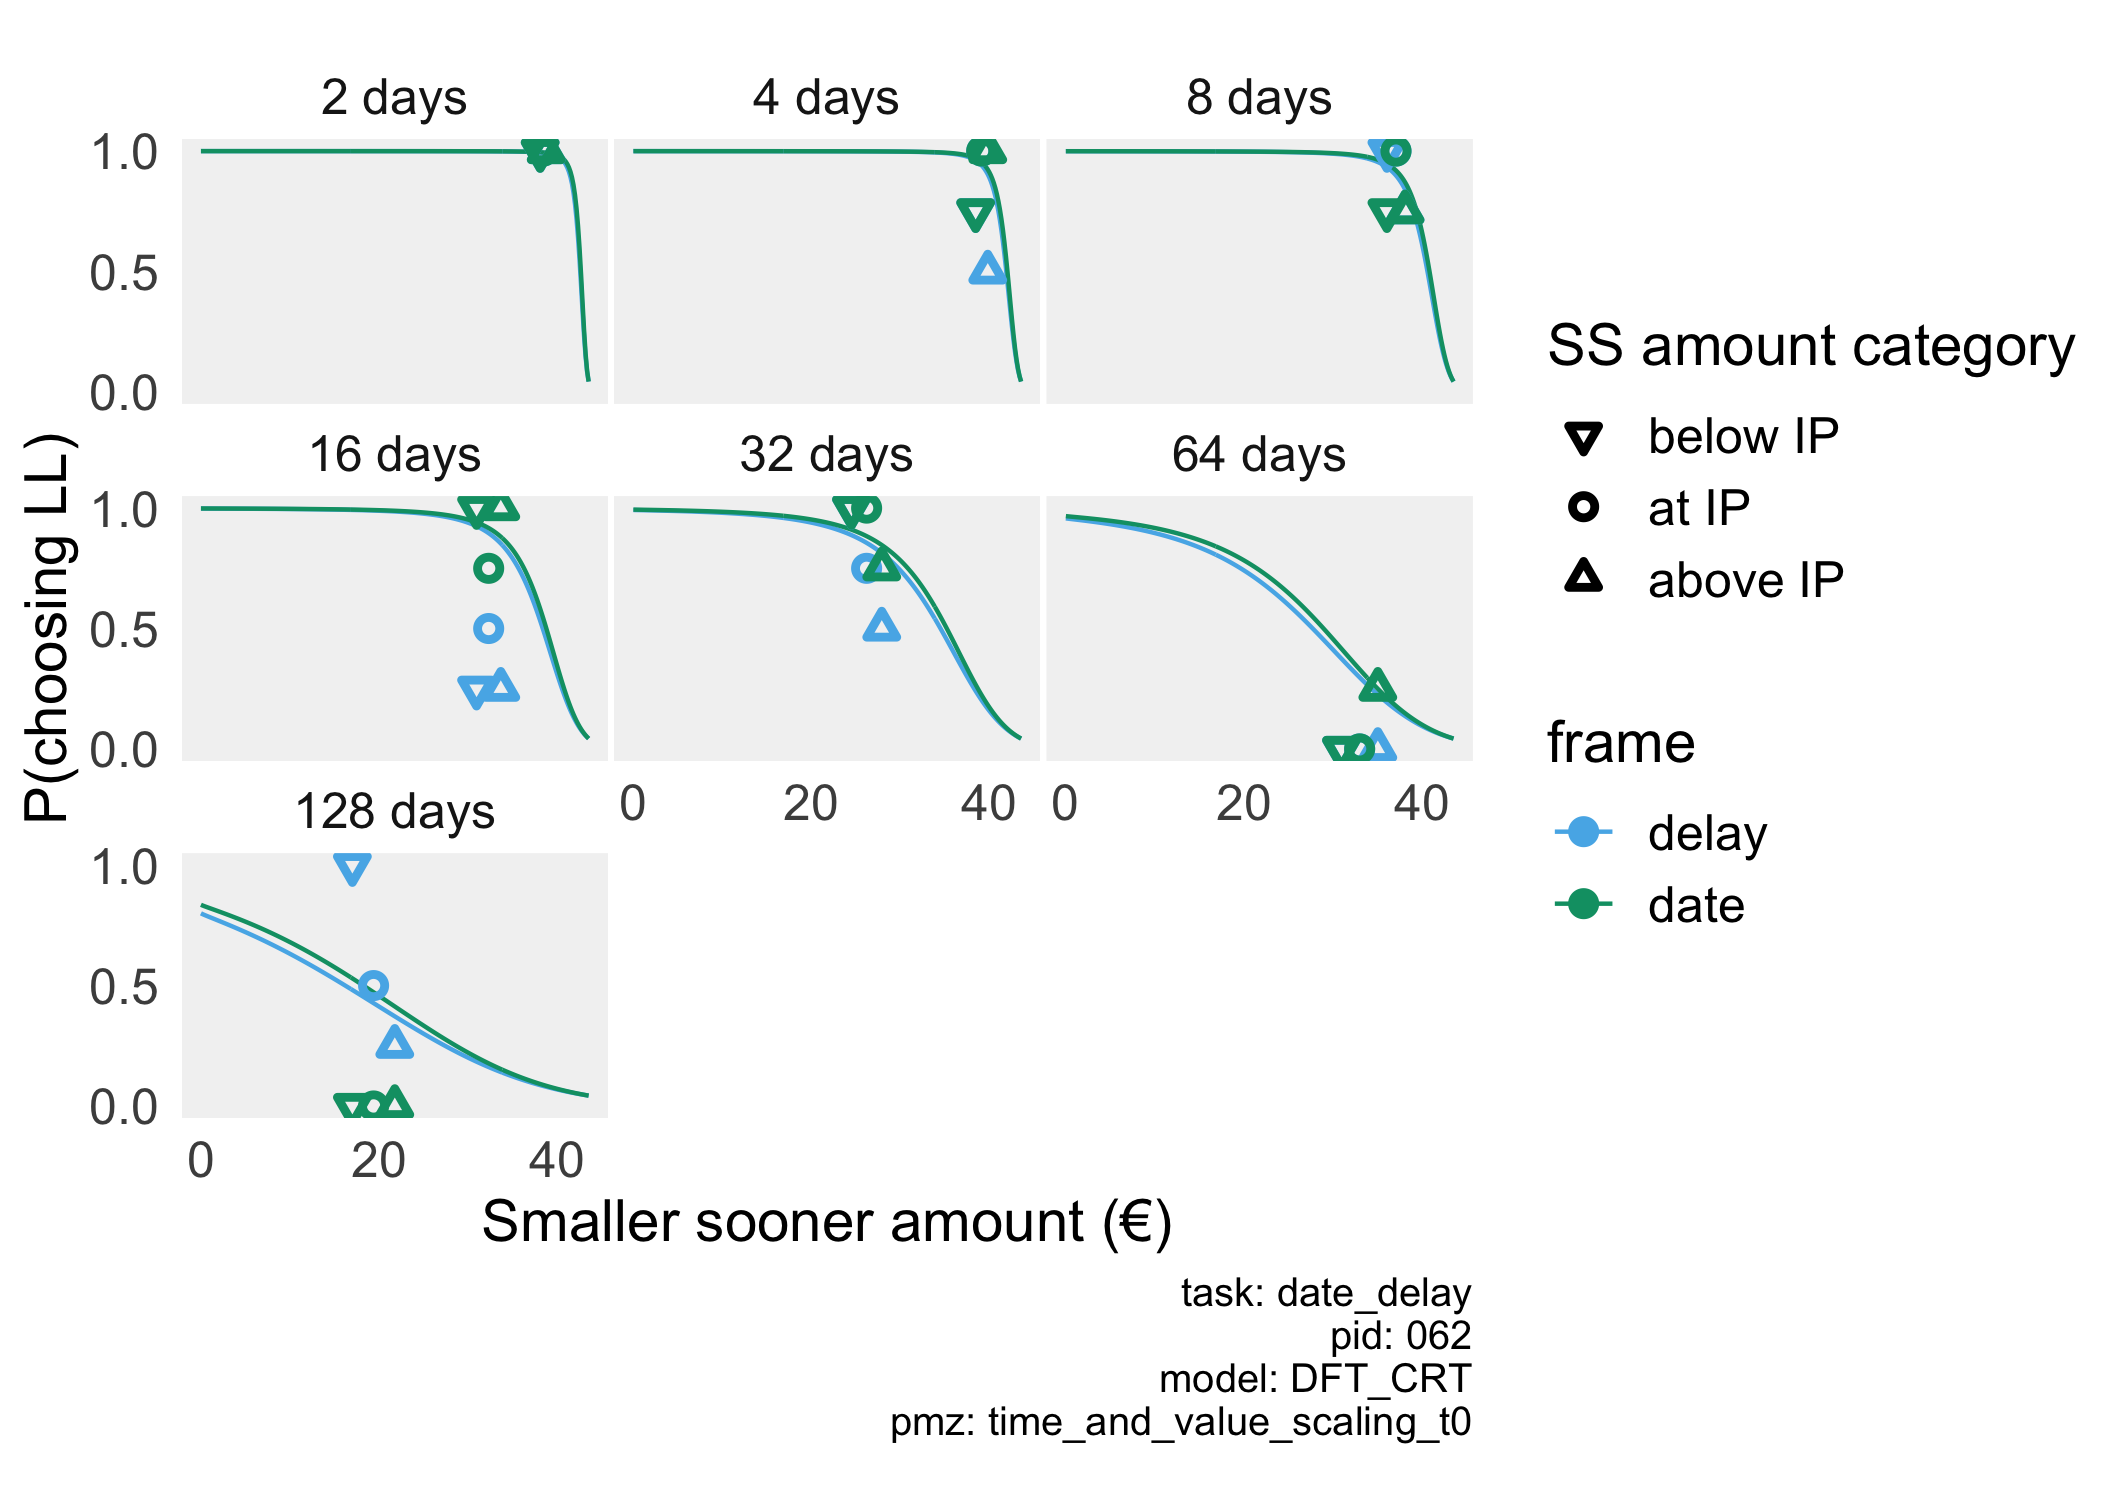 2 days
4 days
8 days
1.0
0.5
0.0
16 days
32 days
64 days
1.0
0.5
0.0
0
20
40
0
20
40
128 days
1.0
0.5
0.0
0
20
40
P(choosing LL)
Smaller sooner amount (€)
SS amount category
below IP
at IP
above IP
frame
delay
date
task: date_delay
pid: 062
model: DFT_CRT
pmz: time_and_value_scaling_t0